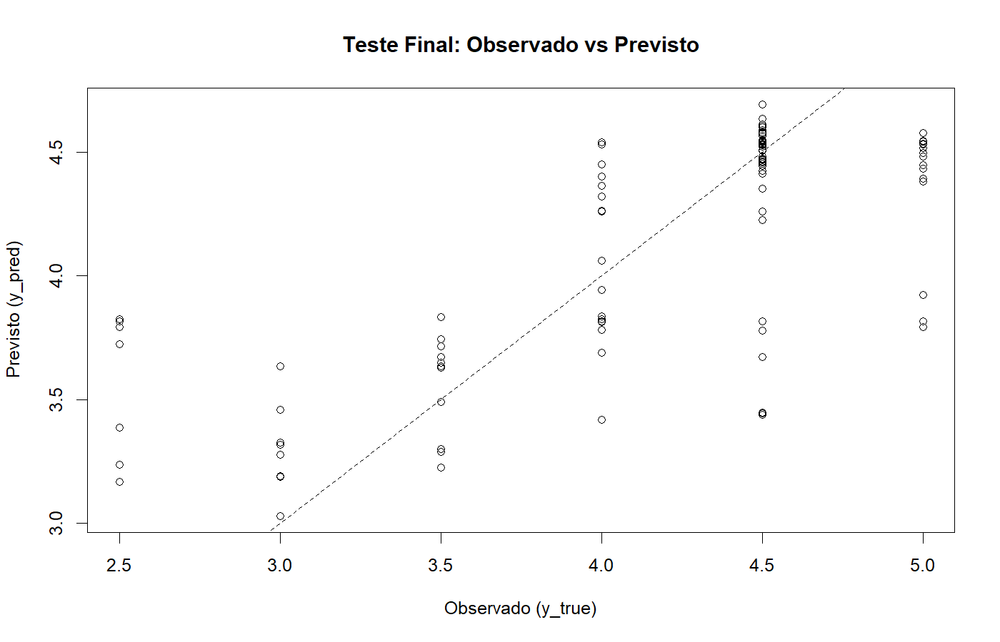 Teste Final: Observado vs Previsto
Previsto (y_pred)
4.5
4.0
3.5
3.0
2.5 3.0 3.5 4.0 4.5 5.0
Observado (y_true)